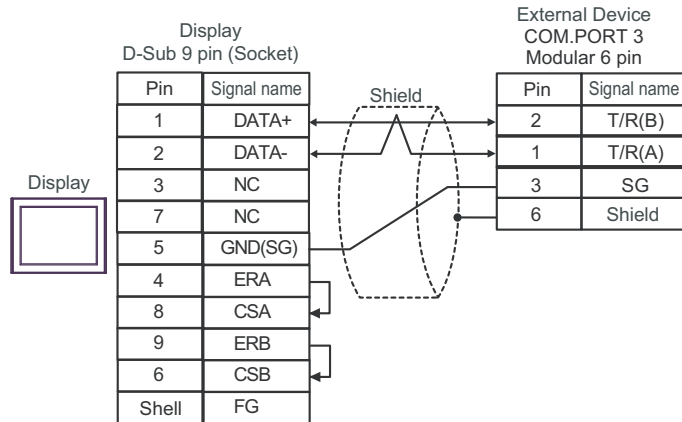 Display
D-Sub 9 pin (Socket)
External Device
COM.PORT 3
Modular 6 pin
Pin Signal name
Shield
Pin Signal name
1 DATA+
2 T/R(B)
2 DATA-
1 T/R(A)
Display
3 NC
3 SG
7 NC
6 Shield
5 GND(SG)
4 ERA
8 CSA
9 ERB
6 CSB
Shell FG